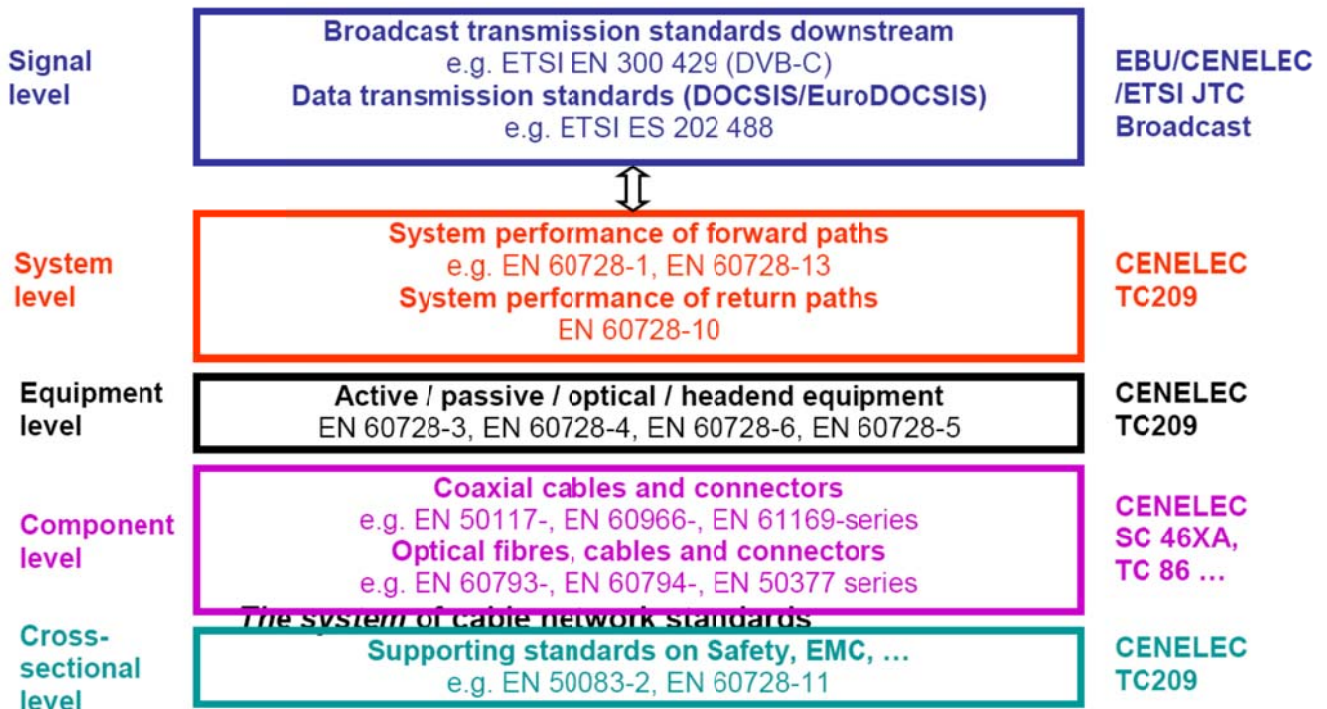 Signal
level
Broadcast transmission standards downstream
e.g. ETSI EN 300 429 (DVB-C)
Data transmission standards (DOCSIS/EuroDOCSIS)
e.g. ETSI ES 202 488
EBU/CENELEC
/ETSI JTC
Broadcast
System
level
System performance of forward paths
e.g. EN 60728-1, EN 60728-13
System performance of return paths
EN 60728-10
CENELEC
TC209
Equipment
level
Active / passive / optical / headend equipment
EN 60728-3, EN 60728-4, EN 60728-6, EN 60728-5
CENELEC
TC209
Component
level
Coaxial cables and connectors
e.g. EN 50117-, EN 60966-, EN 61169-series
Optical fibres, cables and connectors
e.g. EN 60793-, EN 60794-, EN 50377 series
CENELEC
SC 46XA,
TC 86 ...
The system of cable network standards
Cross-
sectional
level
Supporting standards on Safety, EMC, ...
e.g. EN 50083-2, EN 60728-11
CENELEC
TC209